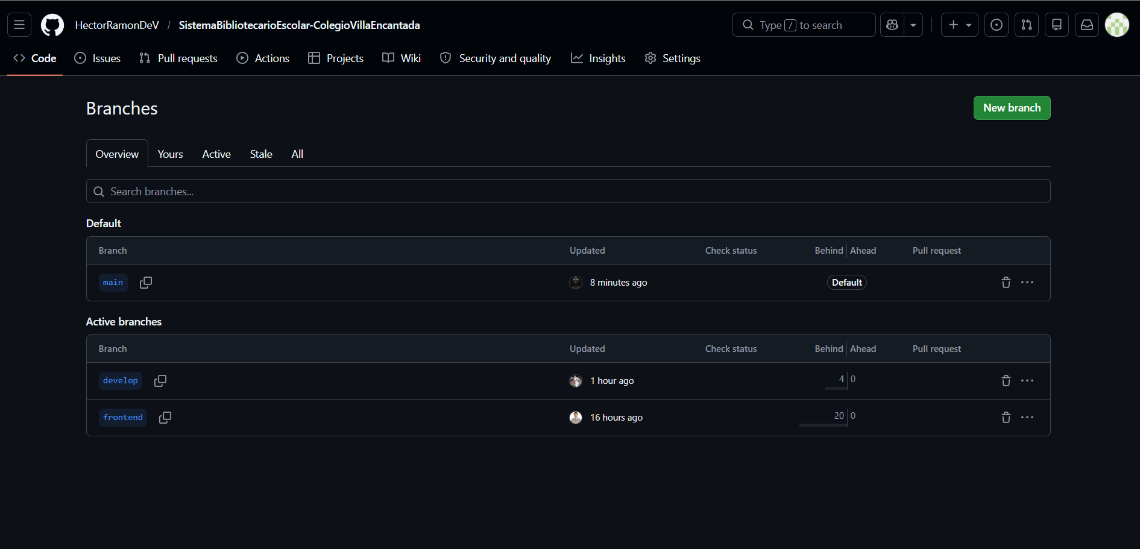 HectorRamonDeV / SistemaBibliotecarioEscolar-ColegioVillaEncantada
Type / to search
Code Issues Pull requests Actions Projects Wiki Security and quality Insights Settings
Branches
New branch
Overview Yours Active Stale All
Search branches...
Default
Branch Updated Check status Behind Ahead Pull request
main 8 minutes ago Default
Active branches
Branch Updated Check status Behind Ahead Pull request
develop 1 hour ago 4 0
frontend 16 hours ago 20 0